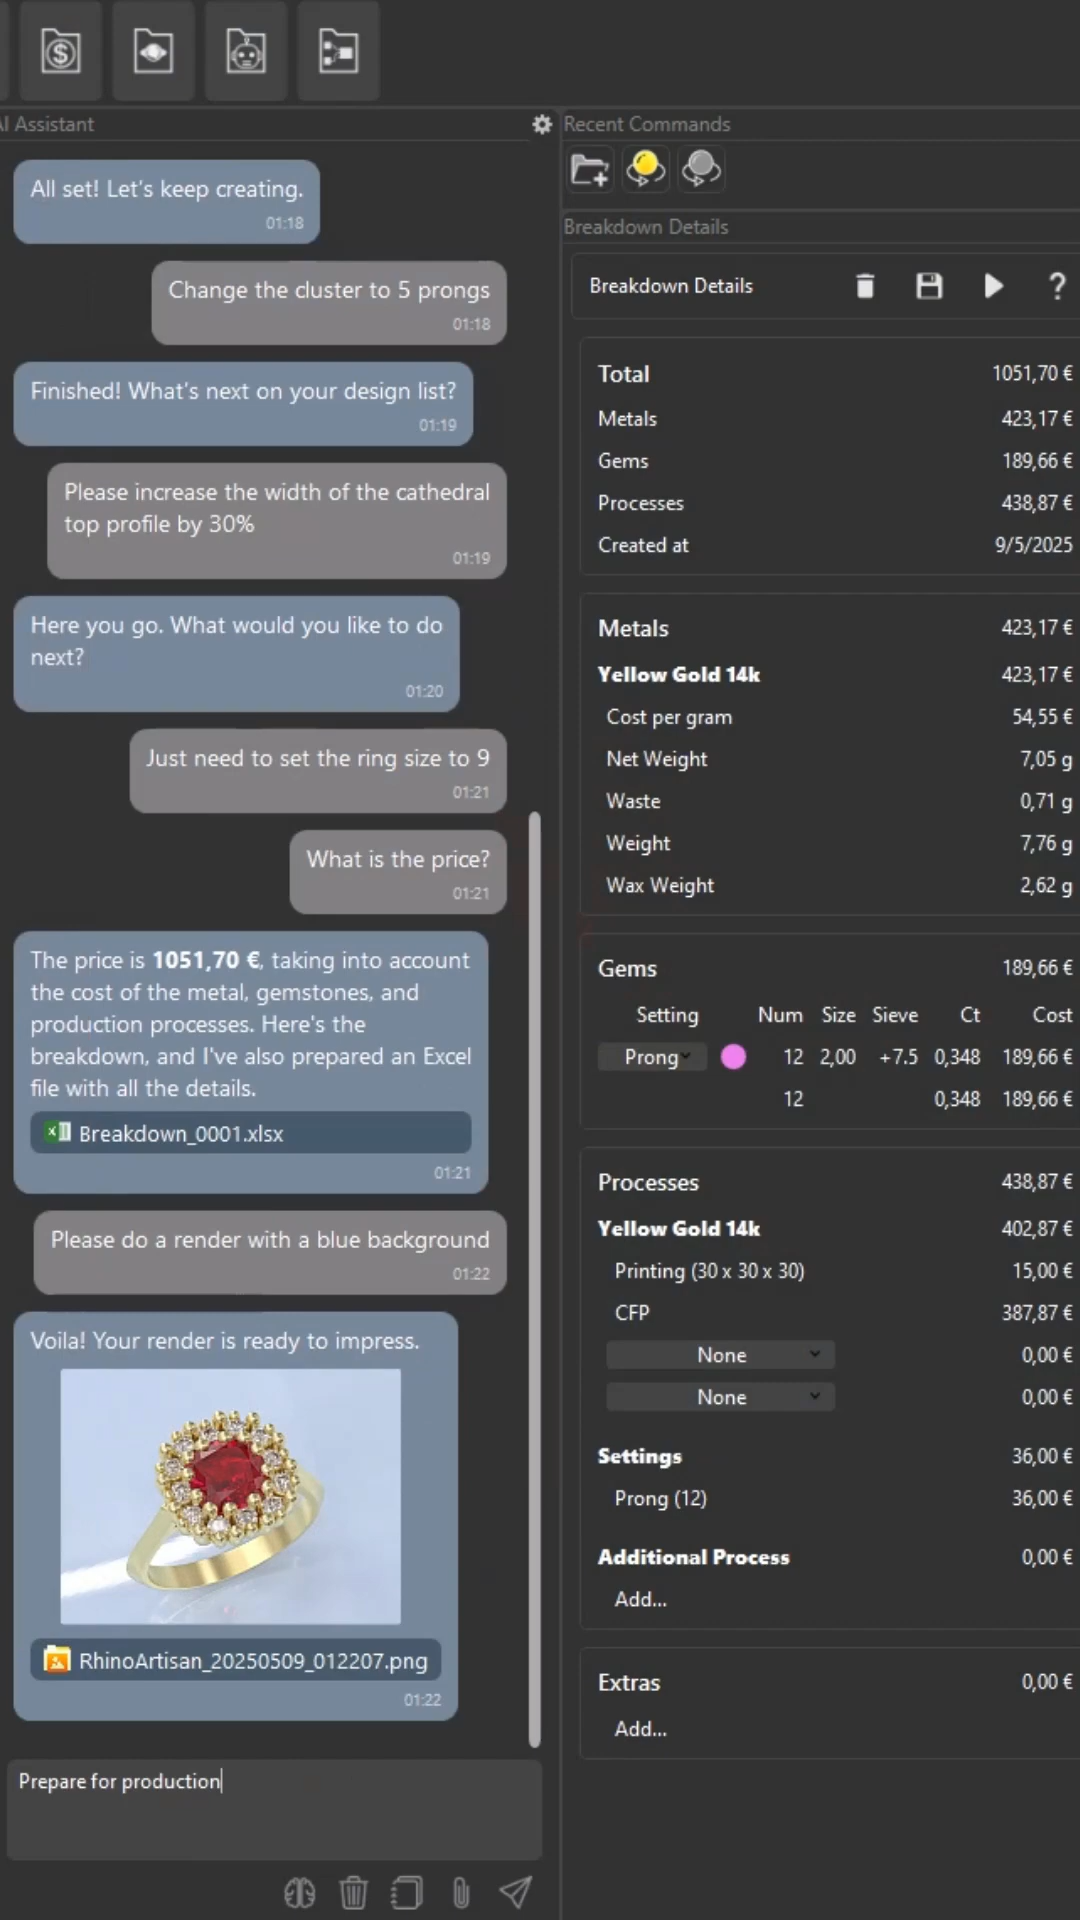 AI Assistant
All set! Let's keep creating.
01:18
Change the cluster to 5 prongs
01:18
Finished! What's next on your design list?
01:19
Please increase the width of the cathedral
top profile by 30%
01:19
Here you go. What would you like to do
next?
01:20
Just need to set the ring size to 9
01:21
What is the price?
01:21
The price is 1051,70 €, taking into account
the cost of the metal, gemstones, and
production processes. Here's the
breakdown, and I've also prepared an Excel
file with all the details.
Breakdown_0001.xlsx
01:21
Please do a render with a blue background
01:22
Voila! Your render is ready to impress.
RhinoArtisan_20250509_012207.png
01:22
Prepare for production
Recent Commands
Breakdown Details
Breakdown Details ?
Total 1051,70 €
Metals 423,17 €
Gems 189,66 €
Processes 438,87 €
Created at 9/5/2025
Metals 423,17 €
Yellow Gold 14k 423,17 €
Cost per gram 54,55 €
Net Weight 7,05 g
Waste 0,71 g
Weight 7,76 g
Wax Weight 2,62 g
Gems 189,66 €
Setting Num Size Sieve Ct Cost
Prong 12 2,00 +7.5 0,348 189,66 €
12 0,348 189,66 €
Processes 438,87 €
Yellow Gold 14k 402,87 €
Printing (30 x 30 x 30) 15,00 €
CFP 387,87 €
None 0,00 €
None 0,00 €
Settings 36,00 €
Prong (12) 36,00 €
Additional Process 0,00 €
Add...
Extras 0,00 €
Add...